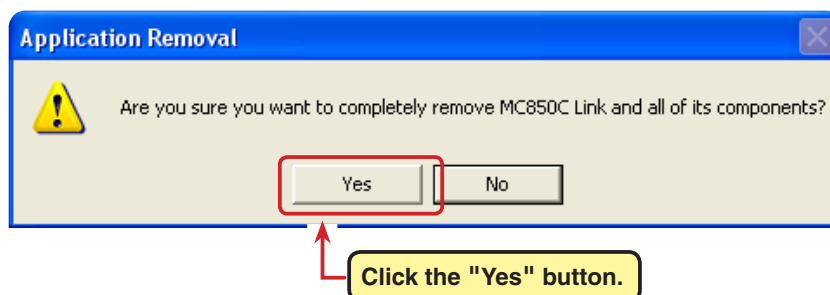 Application Removal
Are you sure you want to completely remove MC850C Link and all of its components?
Yes
No
Click the "Yes" button.